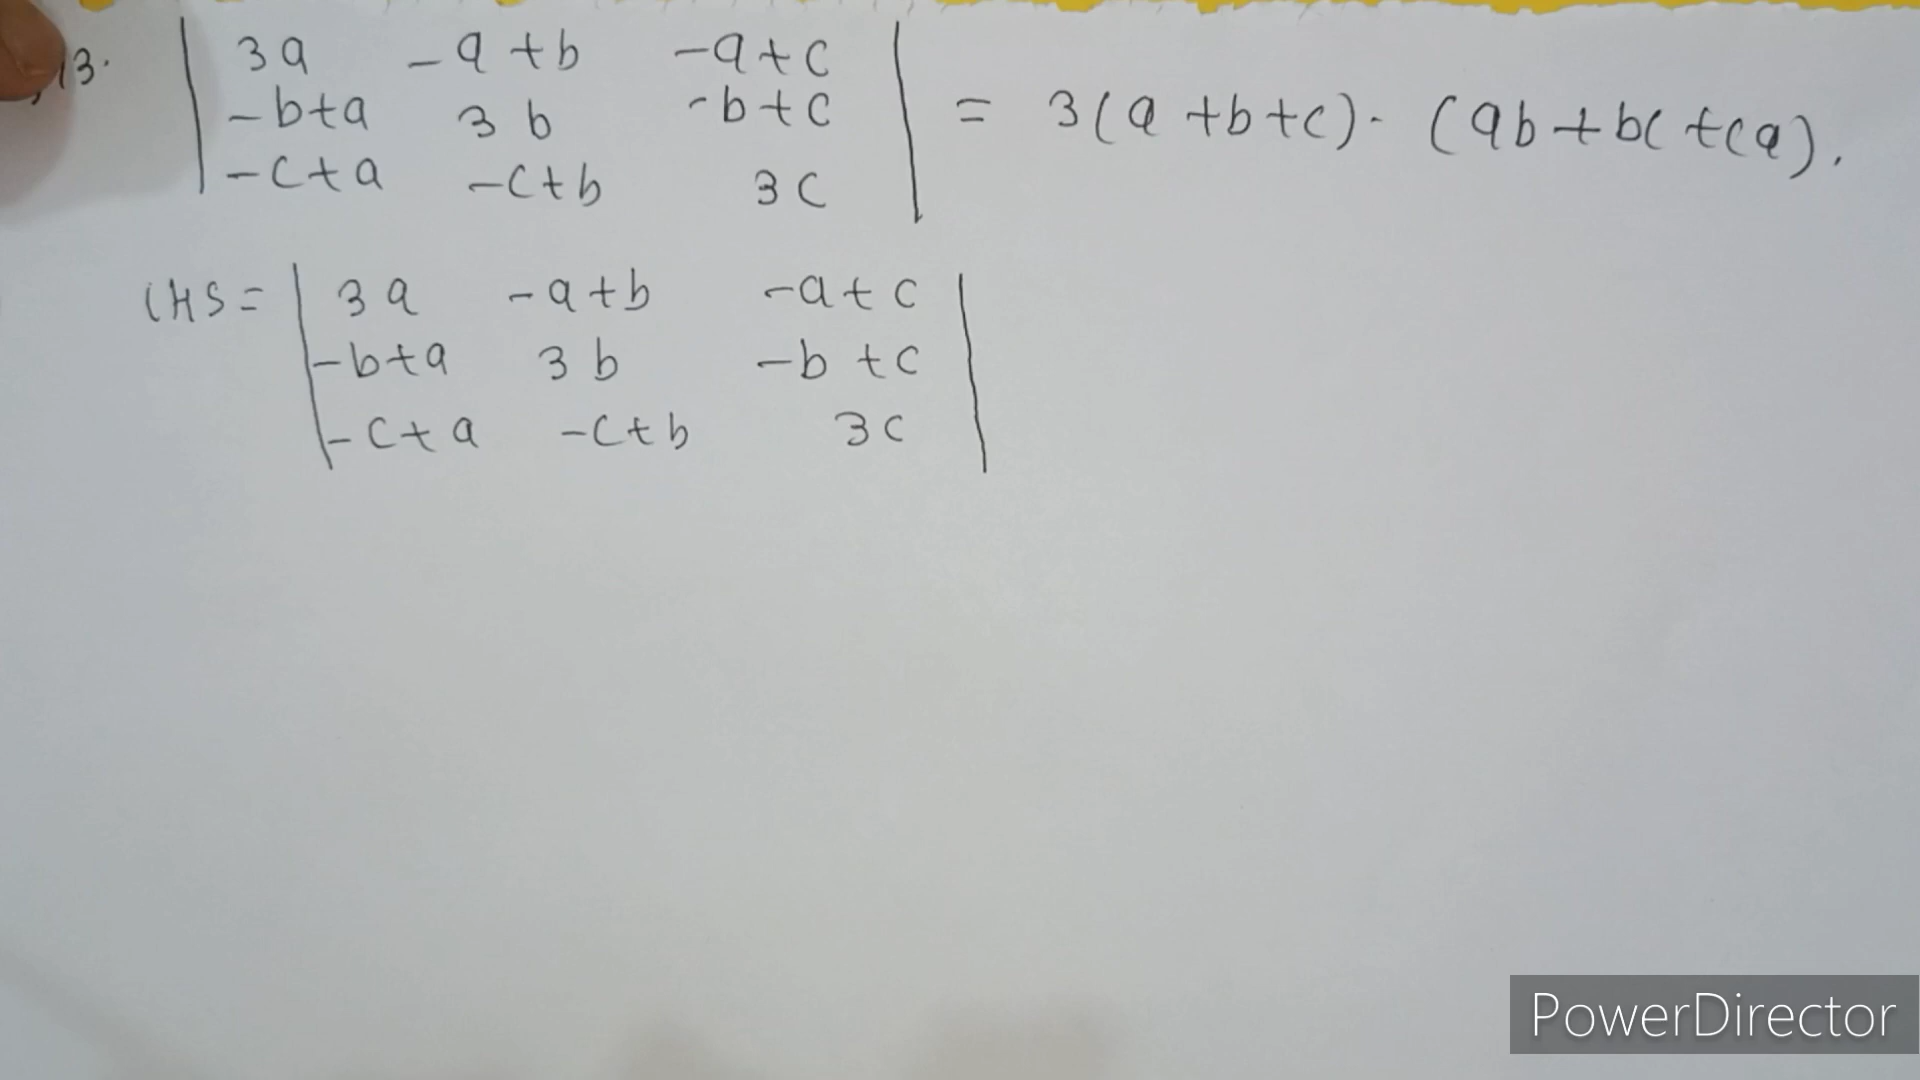 ,13. | 3a -a+b -a+c |
| -b+a 3b -b+c | = 3(a+b+c). (ab+bc+ca).
| -c+a -c+b 3c |
LHS = | 3a -a+b -a+c |
| -b+a 3b -b+c |
| -c+a -c+b 3c |
PowerDirector